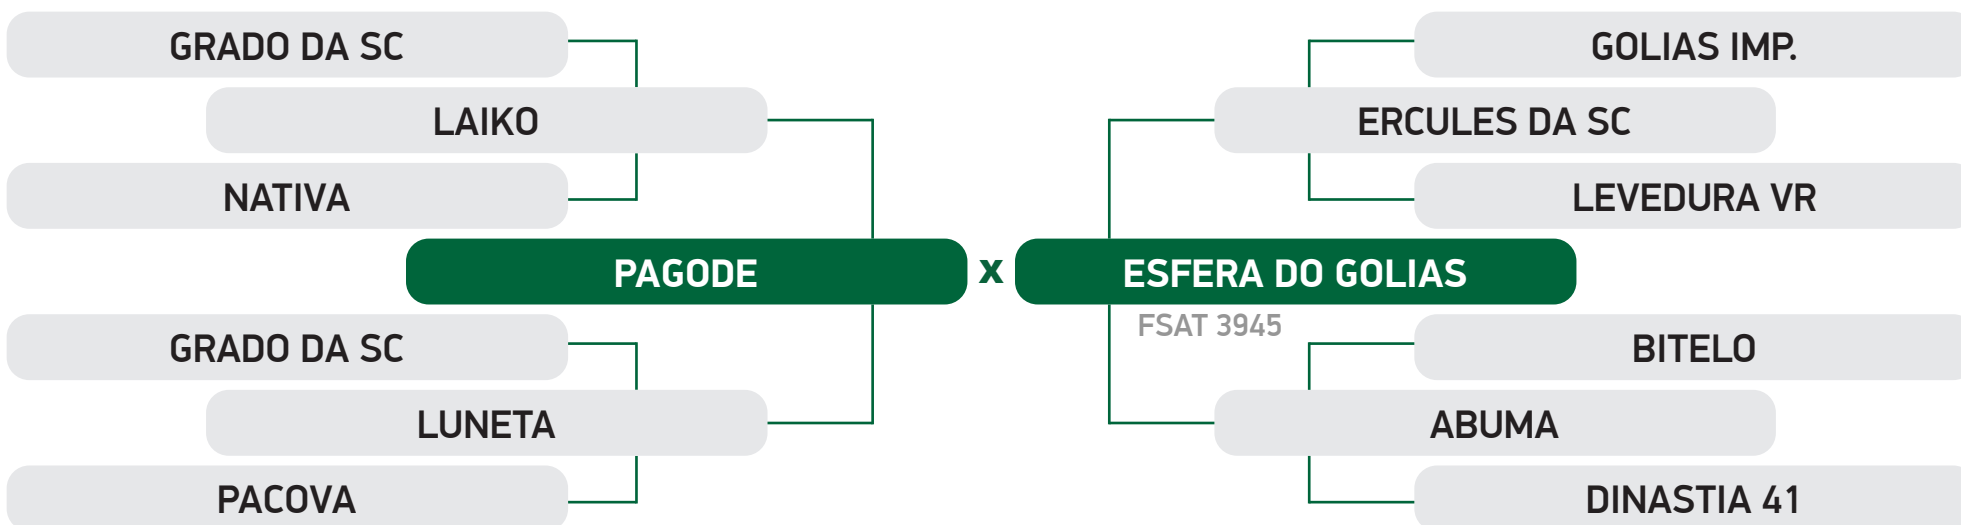 GRADO DA SC
GOLIAS IMP.
LAIKO
ERCULES DA SC
NATIVA
LEVEDURA VR
PAGODE x ESFERA DO GOLIAS
FSAT 3945
GRADO DA SC
BITELO
LUNETA
ABUMA
PACOVA
DINASTIA 41